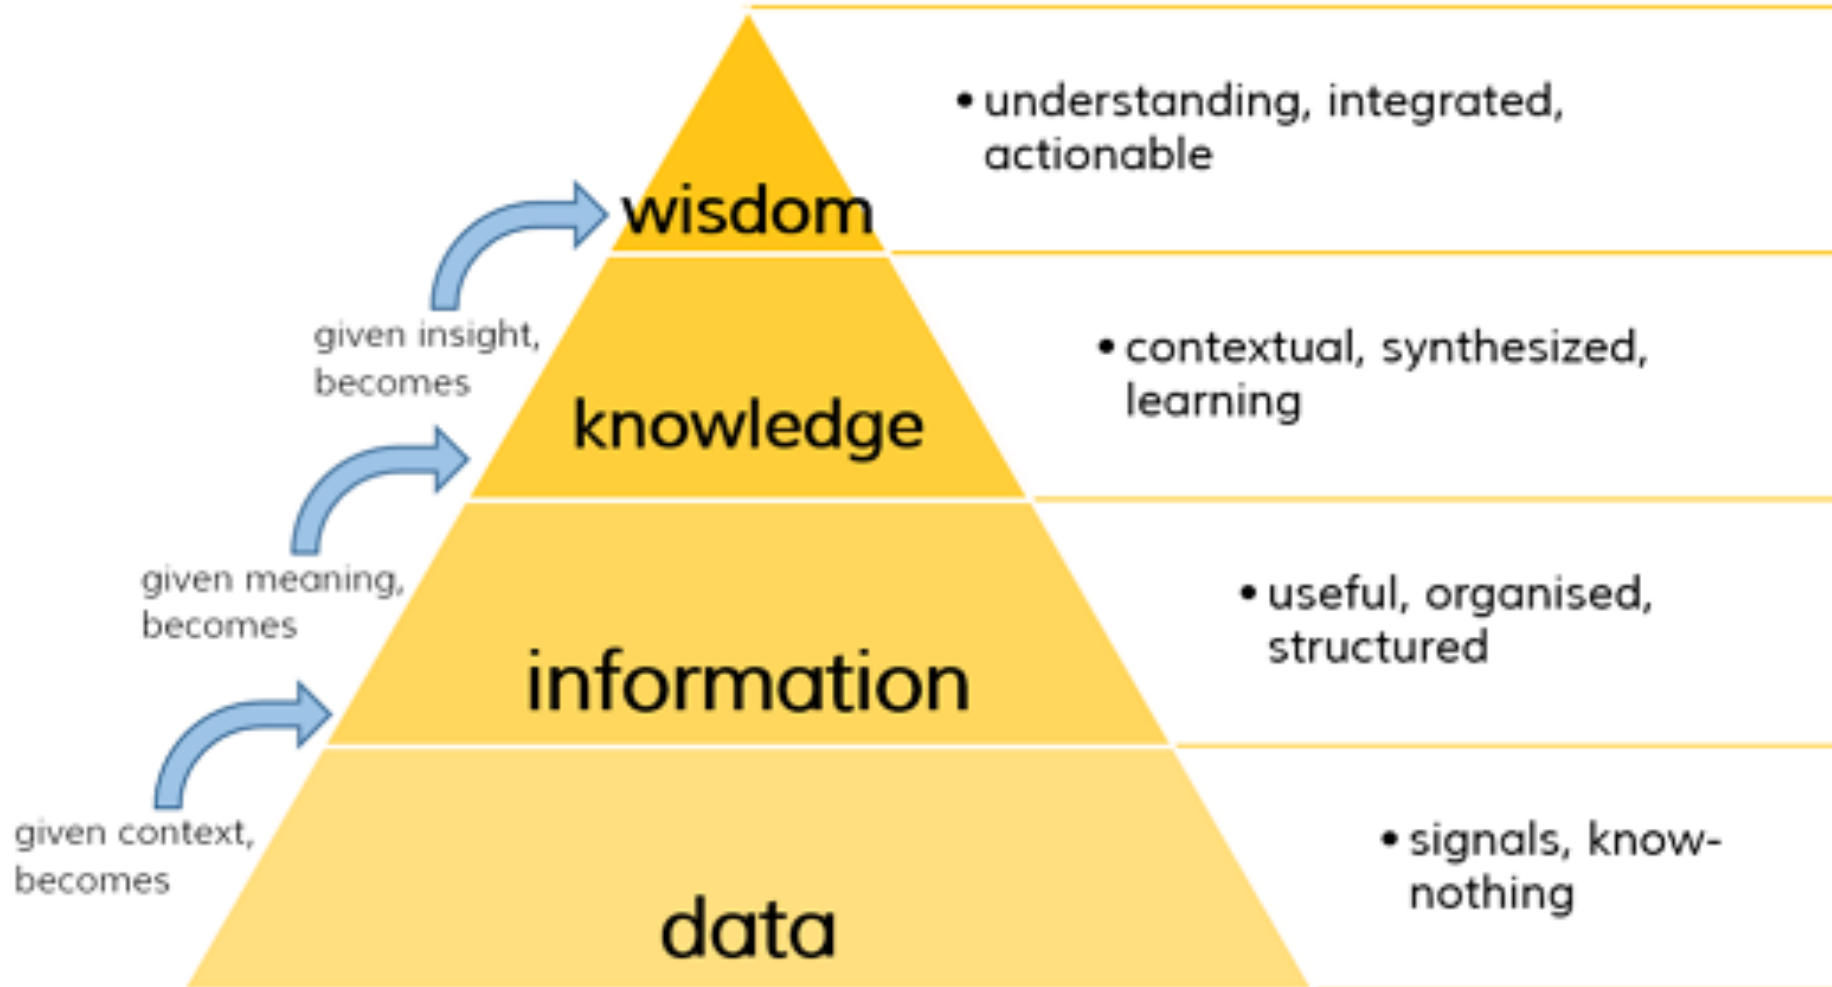 • understanding, integrated,
actionable
wisdom
given insight,
becomes
• contextual, synthesized,
learning
knowledge
given meaning,
becomes
• useful, organised,
structured
information
given context,
becomes
• signals, know-
nothing
data